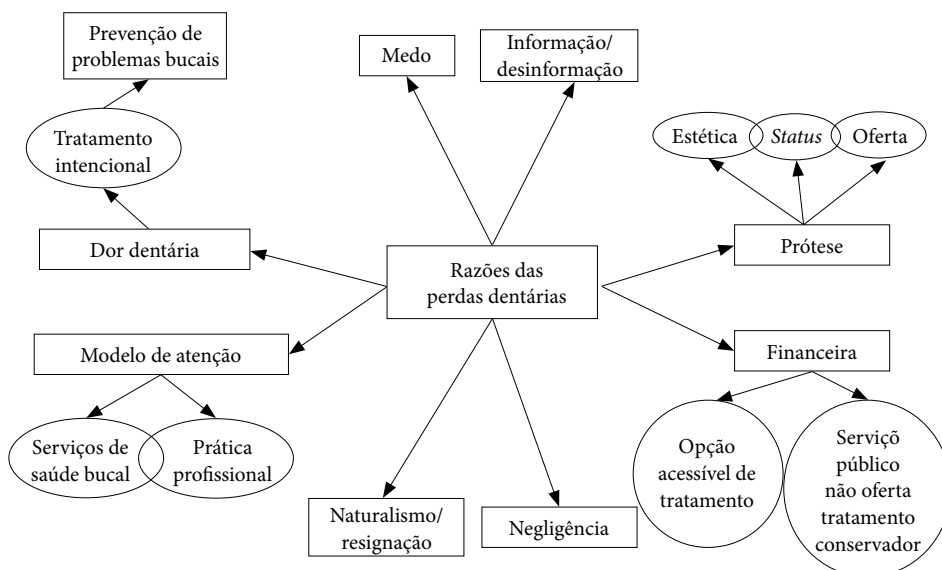 Prevenção de
problemas bucais
Medo
Informação/
desinformação
Tratamento
intencional
Estética
Status
Oferta
Dor dentária
Razões das
perdas dentárias
Prótese
Modelo de atenção
Financeira
Serviços de
saúde bucal
Prática
profissional
Opção
acessível de
tratamento
Serviçõ
público
não oferta
tratamento
conservador
Naturalismo/
resignação
Negligência